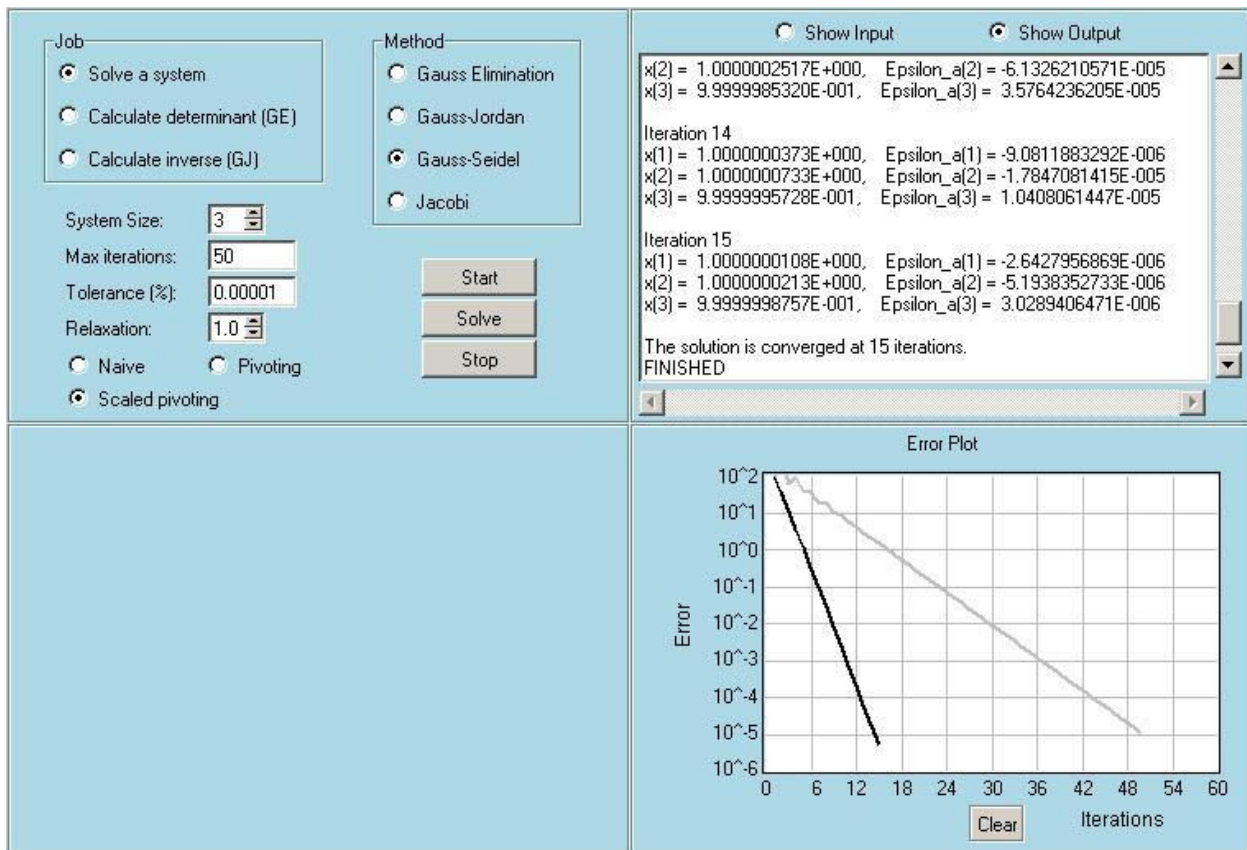 Job
Solve a system
Calculate determinant (GE)
Calculate inverse (GJ)
Method
Gauss Elimination
Gauss-Jordan
Gauss-Seidel
Jacobi
System Size: 3
Max iterations: 50
Tolerance (%): 0.00001
Relaxation: 1.0
Naive Pivoting
Scaled pivoting
Start
Solve
Stop
Show Input Show Output
x(2) = 1.0000002517E+000, Epsilon_a(2) = -6.1326210571E-005
x(3) = 9.9999985320E-001, Epsilon_a(3) = 3.5764236205E-005
Iteration 14
x(1) = 1.0000000373E+000, Epsilon_a(1) = -9.0811883292E-006
x(2) = 1.0000000733E+000, Epsilon_a(2) = -1.7847081415E-005
x(3) = 9.9999995728E-001, Epsilon_a(3) = 1.0408061447E-005
Iteration 15
x(1) = 1.0000000108E+000, Epsilon_a(1) = -2.6427956869E-006
x(2) = 1.0000000213E+000, Epsilon_a(2) = -5.1938352733E-006
x(3) = 9.9999998757E-001, Epsilon_a(3) = 3.0289406471E-006
The solution is converged at 15 iterations.
FINISHED
Error Plot
10^2
10^1
10^0
10^-1
10^-2
10^-3
10^-4
10^-5
10^-6
Error
0 6 12 18 24 30 36 42 48 54 60
Clear
Iterations